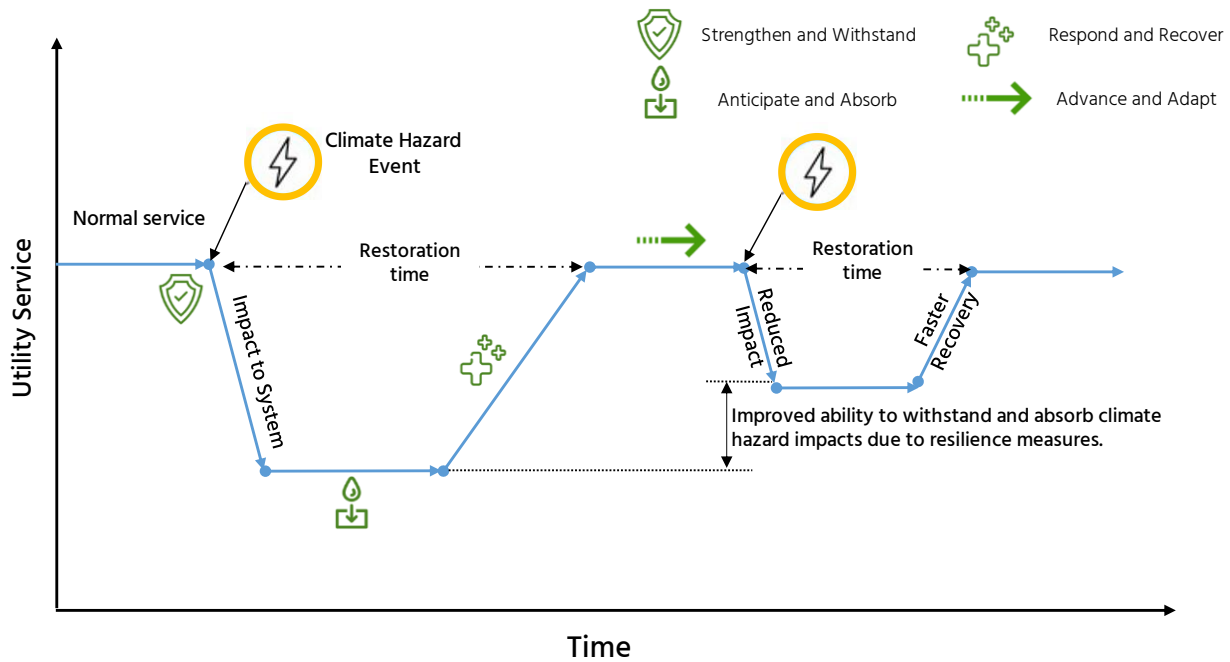 Strengthen and Withstand
Respond and Recover
Anticipate and Absorb
Advance and Adapt
Climate Hazard
Event
Normal service
Restoration
time
Restoration
time
Utility Service
Impact to System
Reduced
Impact
Faster
Recovery
Improved ability to withstand and absorb climate
hazard impacts due to resilience measures.
Time